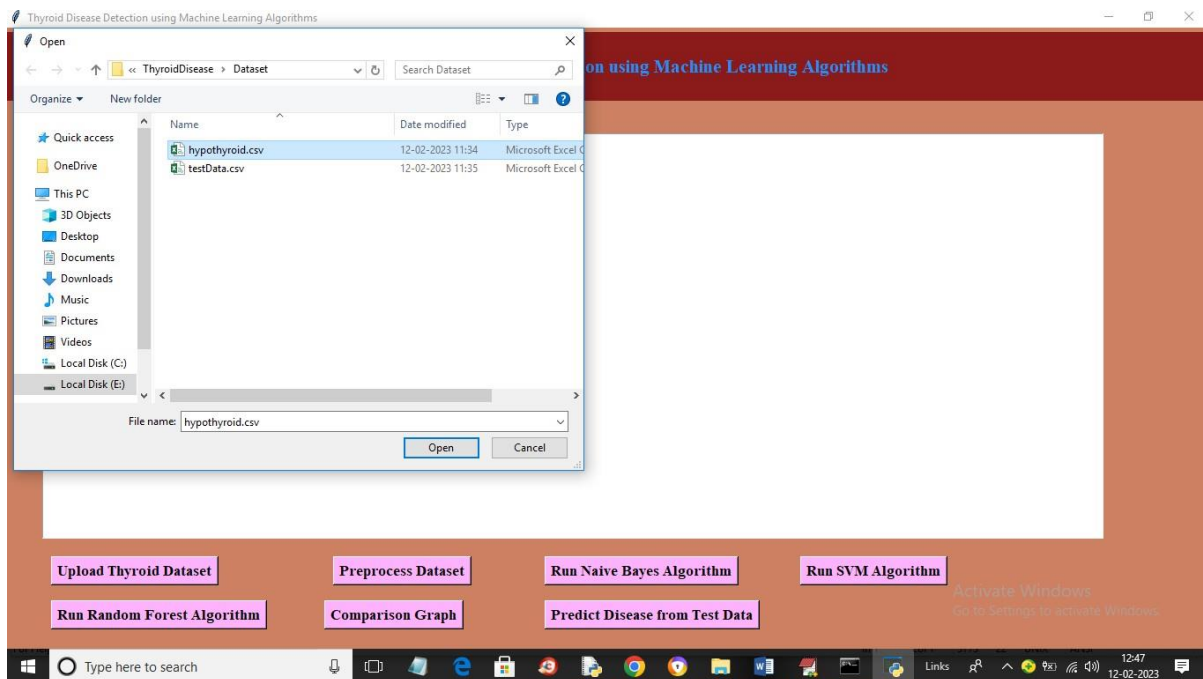 Thyroid Disease Detection using Machine Learning Algorithms
Open
on using Machine Learning Algorithms
« ThyroidDisease > Dataset
Search Dataset
Organize
New folder
Name
Date modified
Type
Quick access
OneDrive
This PC
3D Objects
Desktop
Documents
Downloads
Music
Pictures
Videos
Local Disk (C:)
Local Disk (E:)
hypothyroid.csv 12-02-2023 11:34 Microsoft Excel C
testData.csv 12-02-2023 11:35 Microsoft Excel C
File name: hypothyroid.csv
Open
Cancel
Upload Thyroid Dataset
Preprocess Dataset
Run Naive Bayes Algorithm
Run SVM Algorithm
Run Random Forest Algorithm
Comparison Graph
Predict Disease from Test Data
Activate Windows
Go to Settings to activate Windows.
Type here to search
Links
12:47
12-02-2023